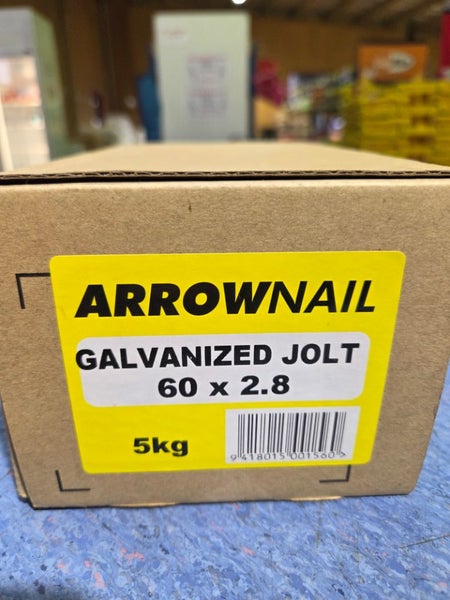 ARROWNAIL
GALVANIZED JOLT
60 x 2.8
5kg
9 418015 001560 >